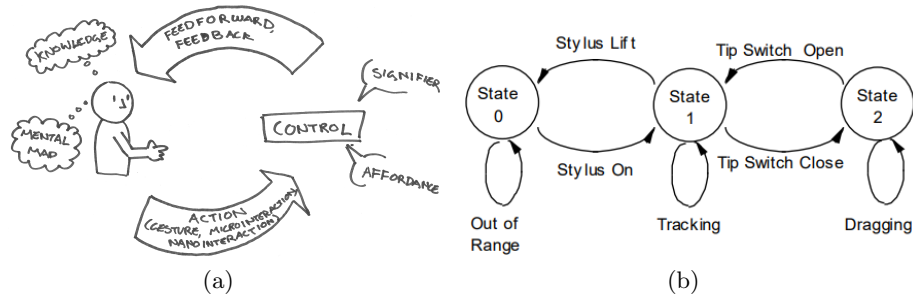 KNOWLEDGE
FEEDFORWARD,
FEEDBACK
MENTAL
MAP
CONTROL
SIGNIFIER
AFFORDANCE
ACTION
(GESTURE, MICROINTERACTION,
NANOINTERACTION)
(a)
Stylus Lift
Tip Switch Open
State
0
State
1
State
2
Stylus On
Tip Switch Close
Out of
Range
Tracking
Dragging
(b)